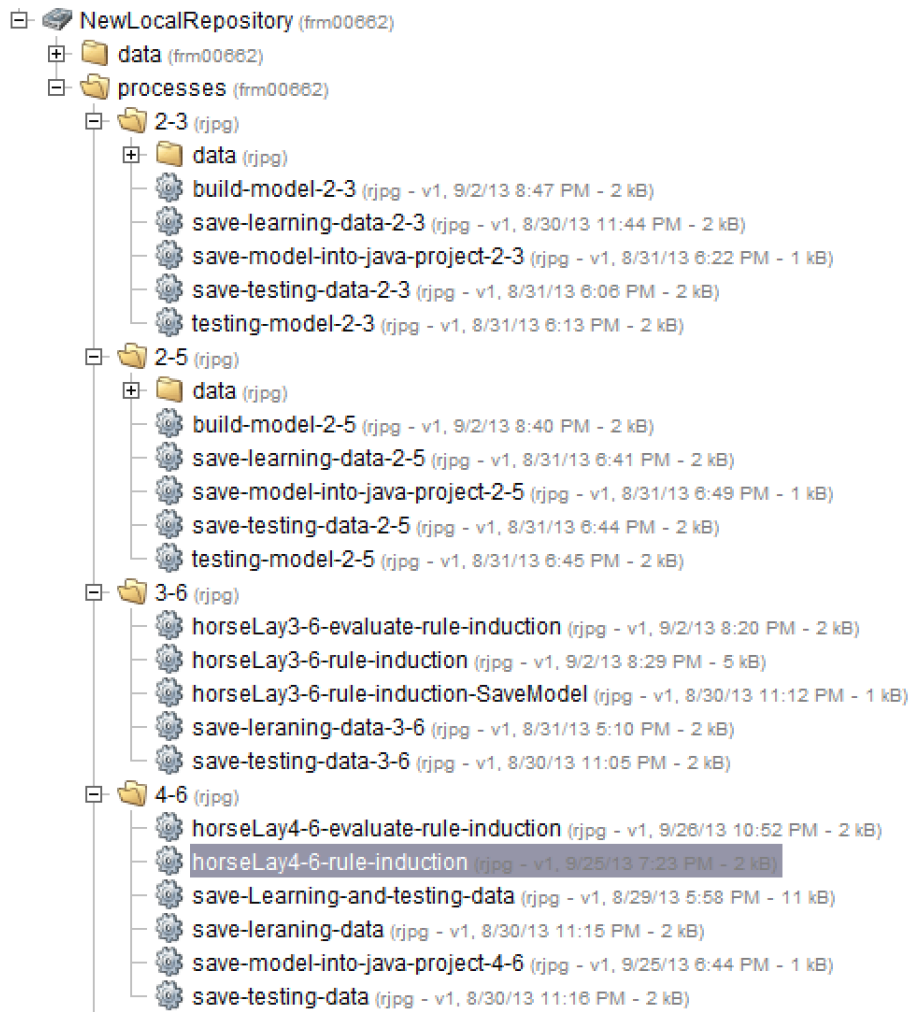 NewLocalRepository (frm00662)
data (frm00662)
processes (frm00662)
2-3 (rjpg)
data (rjpg)
build-model-2-3 (rjpg - v1, 9/2/13 8:47 PM - 2 kB)
save-learning-data-2-3 (rjpg - v1, 8/30/13 11:44 PM - 2 kB)
save-model-into-java-project-2-3 (rjpg - v1, 8/31/13 6:22 PM - 1 kB)
save-testing-data-2-3 (rjpg - v1, 8/31/13 6:06 PM - 2 kB)
testing-model-2-3 (rjpg - v1, 8/31/13 6:13 PM - 2 kB)
2-5 (rjpg)
data (rjpg)
build-model-2-5 (rjpg - v1, 9/2/13 8:40 PM - 2 kB)
save-learning-data-2-5 (rjpg - v1, 8/31/13 6:41 PM - 2 kB)
save-model-into-java-project-2-5 (rjpg - v1, 8/31/13 6:49 PM - 1 kB)
save-testing-data-2-5 (rjpg - v1, 8/31/13 6:44 PM - 2 kB)
testing-model-2-5 (rjpg - v1, 8/31/13 6:45 PM - 2 kB)
3-6 (rjpg)
horseLay3-6-evaluate-rule-induction (rjpg - v1, 9/2/13 8:20 PM - 2 kB)
horseLay3-6-rule-induction (rjpg - v1, 9/2/13 8:29 PM - 5 kB)
horseLay3-6-rule-induction-SaveModel (rjpg - v1, 8/30/13 11:12 PM - 1 kB)
save-leraning-data-3-6 (rjpg - v1, 8/31/13 5:10 PM - 2 kB)
save-testing-data-3-6 (rjpg - v1, 8/30/13 11:05 PM - 2 kB)
4-6 (rjpg)
horseLay4-6-evaluate-rule-induction (rjpg - v1, 9/26/13 10:52 PM - 2 kB)
horseLay4-6-rule-induction (rjpg - v1, 9/25/13 7:23 PM - 2 kB)
save-Learning-and-testing-data (rjpg - v1, 8/29/13 5:58 PM - 11 kB)
save-leraning-data (rjpg - v1, 8/30/13 11:15 PM - 2 kB)
save-model-into-java-project-4-6 (rjpg - v1, 9/25/13 6:44 PM - 1 kB)
save-testing-data (rjpg - v1, 8/30/13 11:16 PM - 2 kB)